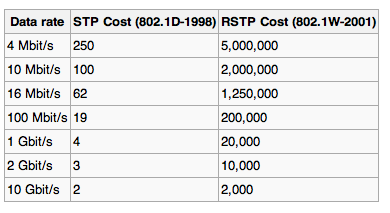 Data rate STP Cost (802.1D-1998) RSTP Cost (802.1W-2001)
4 Mbit/s 250 5,000,000
10 Mbit/s 100 2,000,000
16 Mbit/s 62 1,250,000
100 Mbit/s 19 200,000
1 Gbit/s 4 20,000
2 Gbit/s 3 10,000
10 Gbit/s 2 2,000